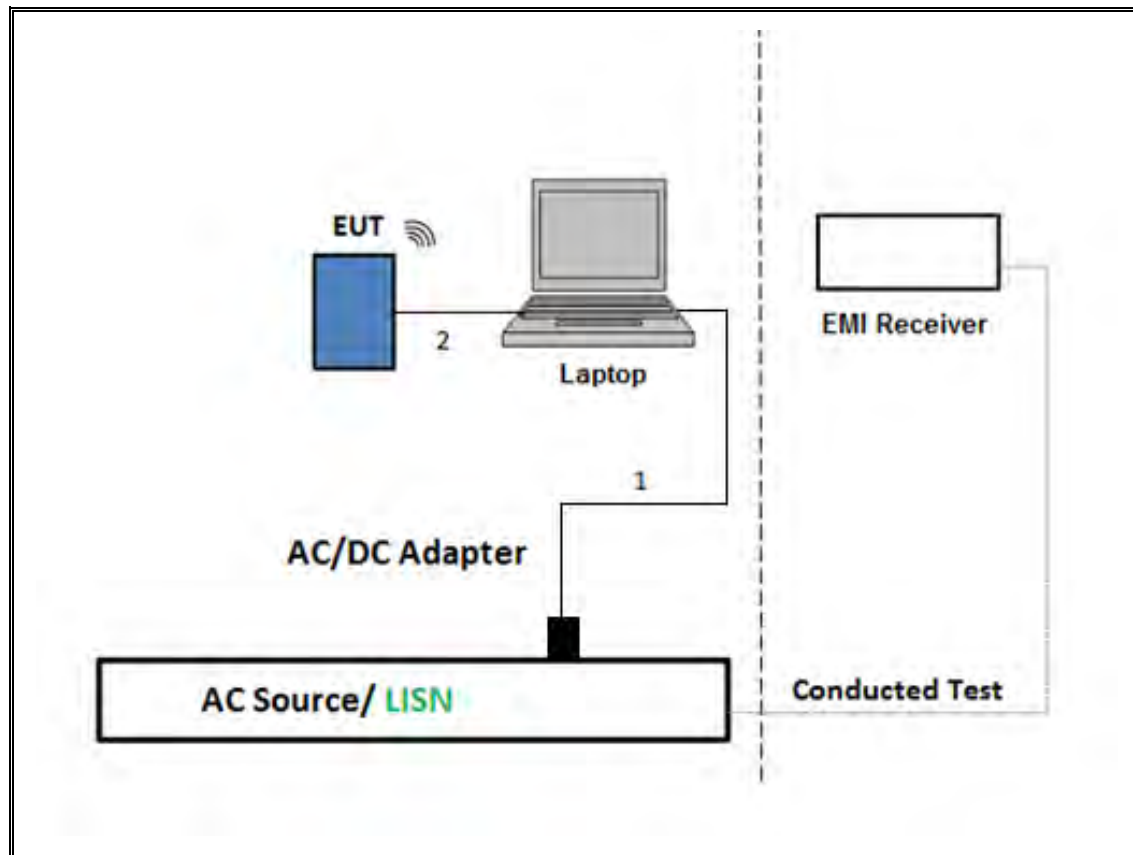 EUT
2
Laptop
EMI Receiver
1
AC/DC Adapter
AC Source/ LISN
Conducted Test